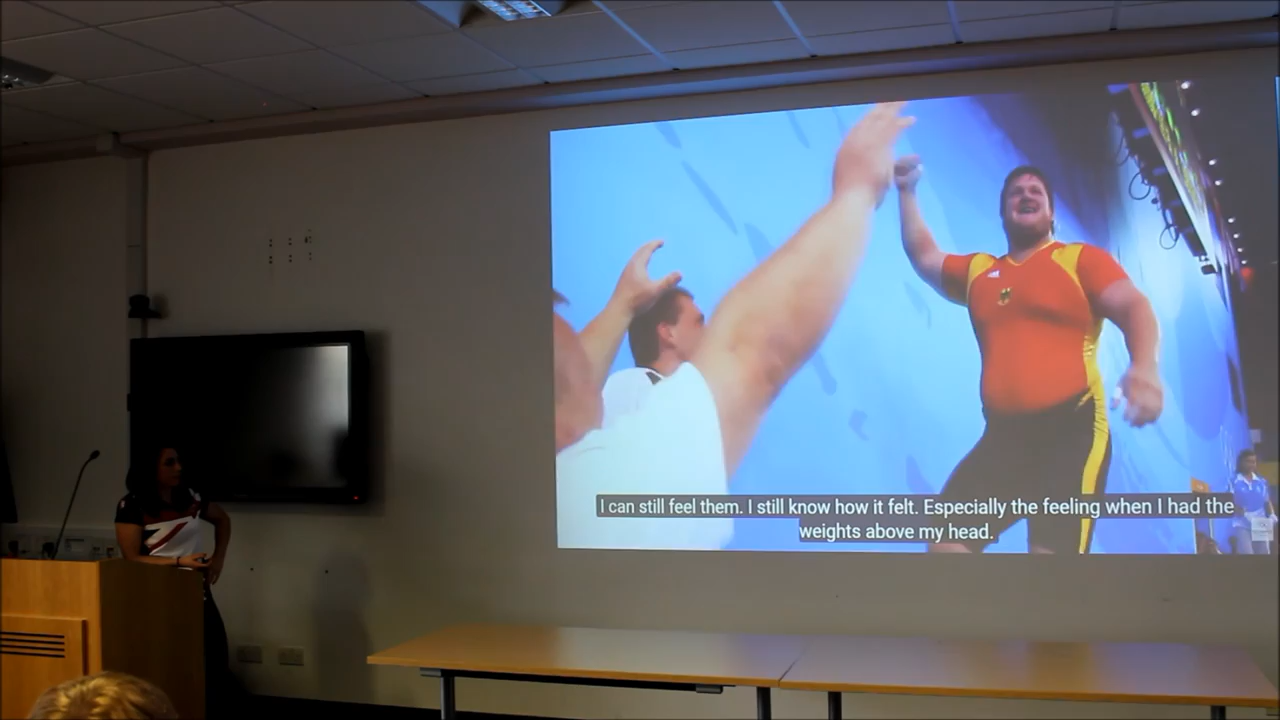 I can still feel them. I still know how it felt. Especially the feeling when I had the
weights above my head.